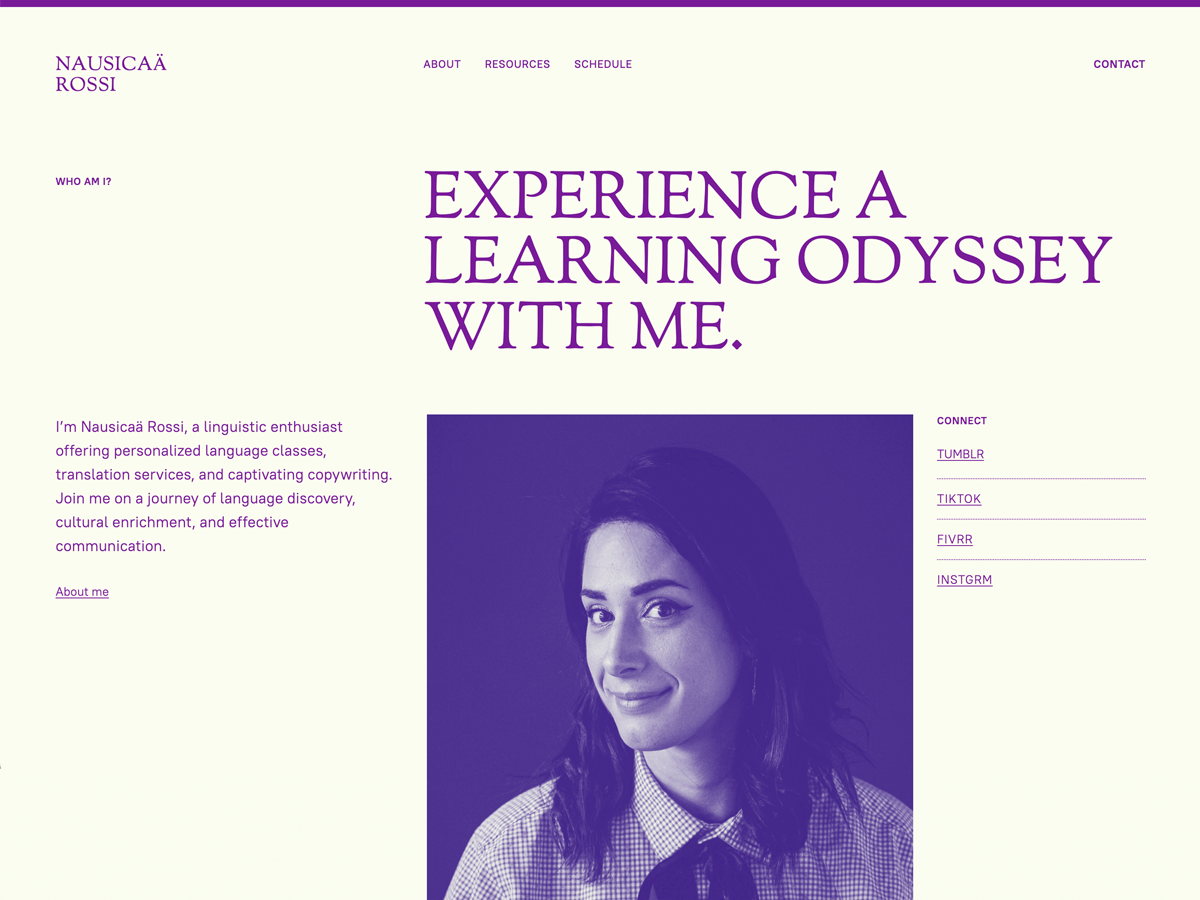 NAUSICAÄ
ROSSI
ABOUT
RESOURCES
SCHEDULE
CONTACT
WHO AM I?
EXPERIENCE A
LEARNING ODYSSEY
WITH ME.
I’m Nausicaä Rossi, a linguistic enthusiast
offering personalized language classes,
translation services, and captivating copywriting.
Join me on a journey of language discovery,
cultural enrichment, and effective
communication.
About me
CONNECT
TUMBLR
TIKTOK
FIVRR
INSTGRM